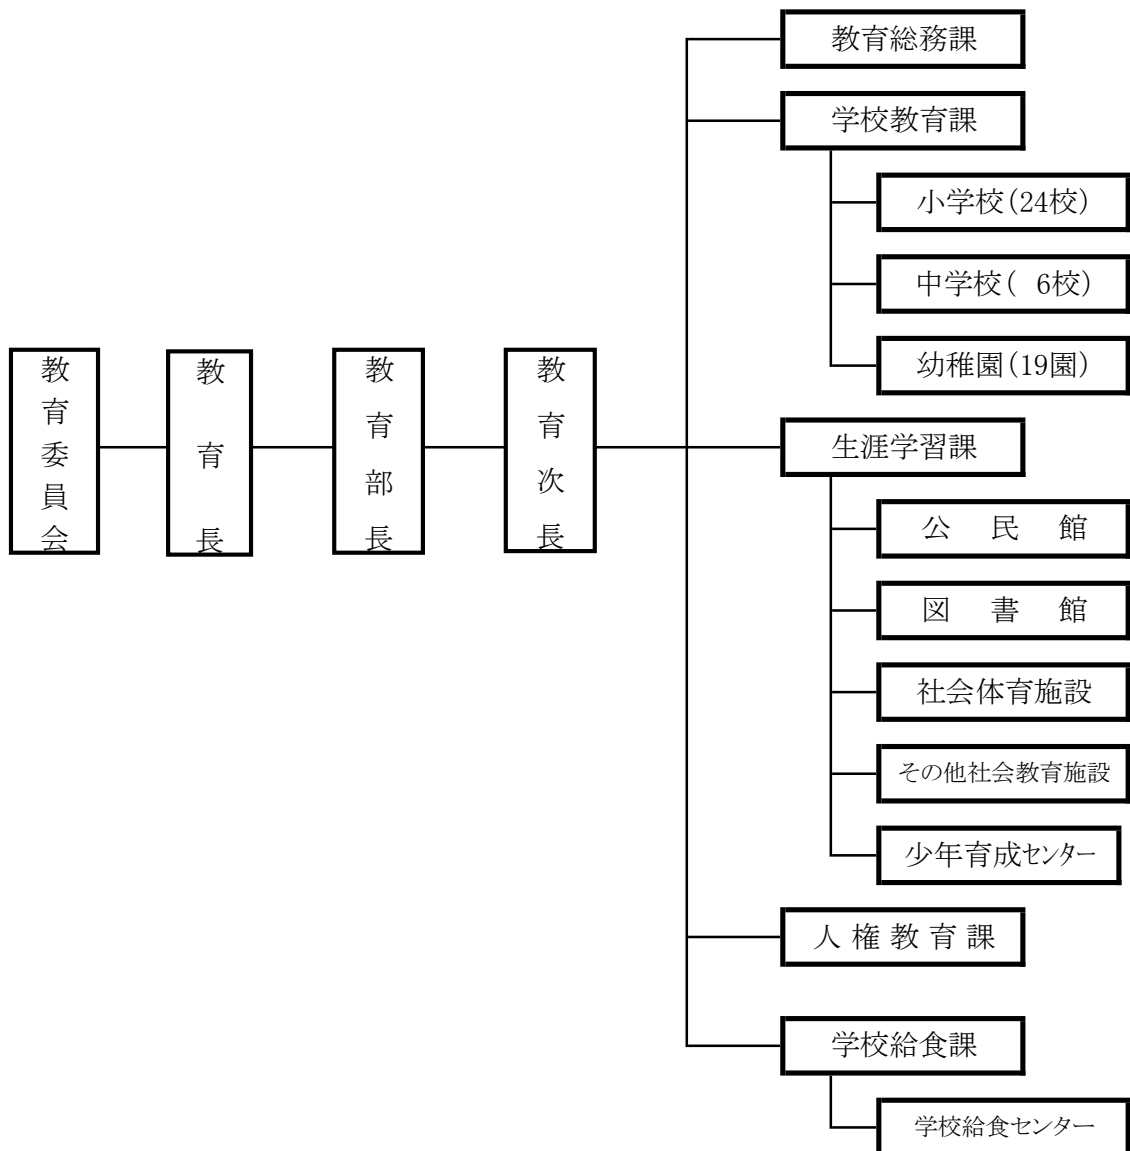 教育委員会
教育長
教育部長
教育次長
教育総務課
学校教育課
小学校(24校)
中学校( 6校)
幼稚園(19園)
生涯学習課
公 民 館
図 書 館
社会体育施設
その他社会教育施設
少年育成センター
人 権 教 育 課
学校給食課
学校給食センター